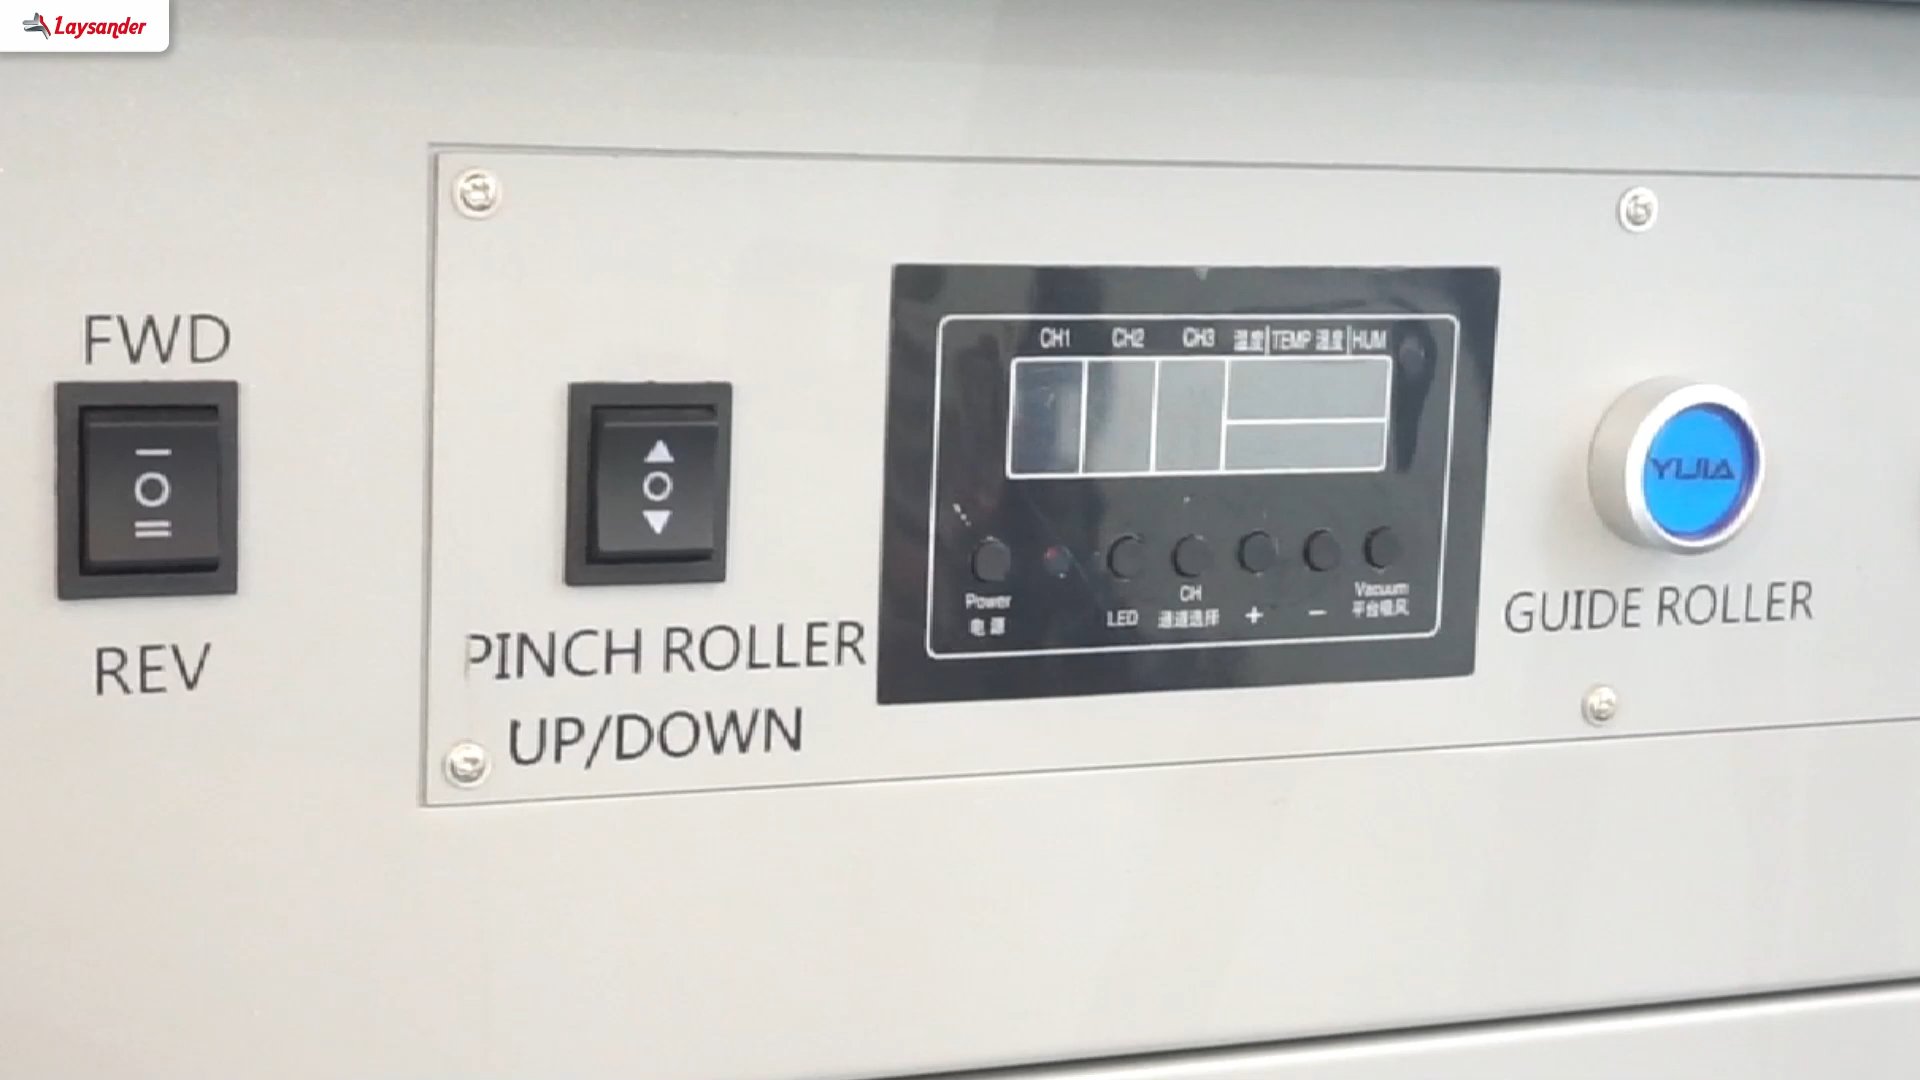 Laysander
FWD
REV
PINCH ROLLER
UP/DOWN
CH1 CH2 CH3 温度|TEMP 湿度|HUM
Power
电源
LED
CH
通道选择
+
−
Vacuum
平台吸风
YIJIA
GUIDE ROLLER